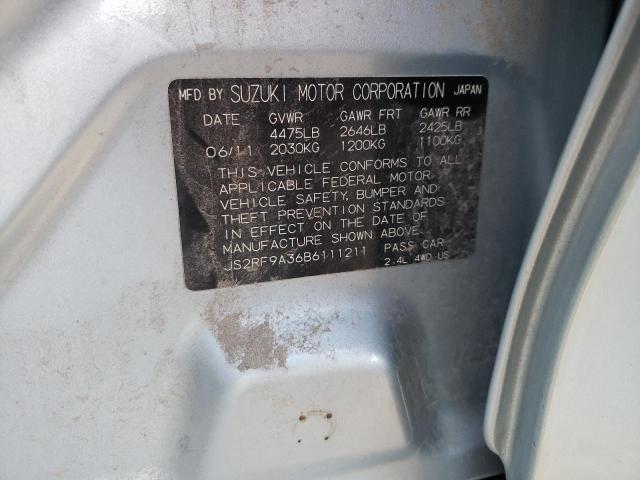 MFD BY SUZUKI MOTOR CORPORATION JAPAN
DATE GVWR GAWR FRT GAWR RR
4475LB 2646LB 2425LB
06/11 2030KG 1200KG 1100KG
THIS VEHICLE CONFORMS TO ALL
APPLICABLE FEDERAL MOTOR
VEHICLE SAFETY, BUMPER AND
THEFT PREVENTION STANDARDS
IN EFFECT ON THE DATE OF
MANUFACTURE SHOWN ABOVE.
JS2RF9A36B6111211 PASS CAR
2.4L 4WD US